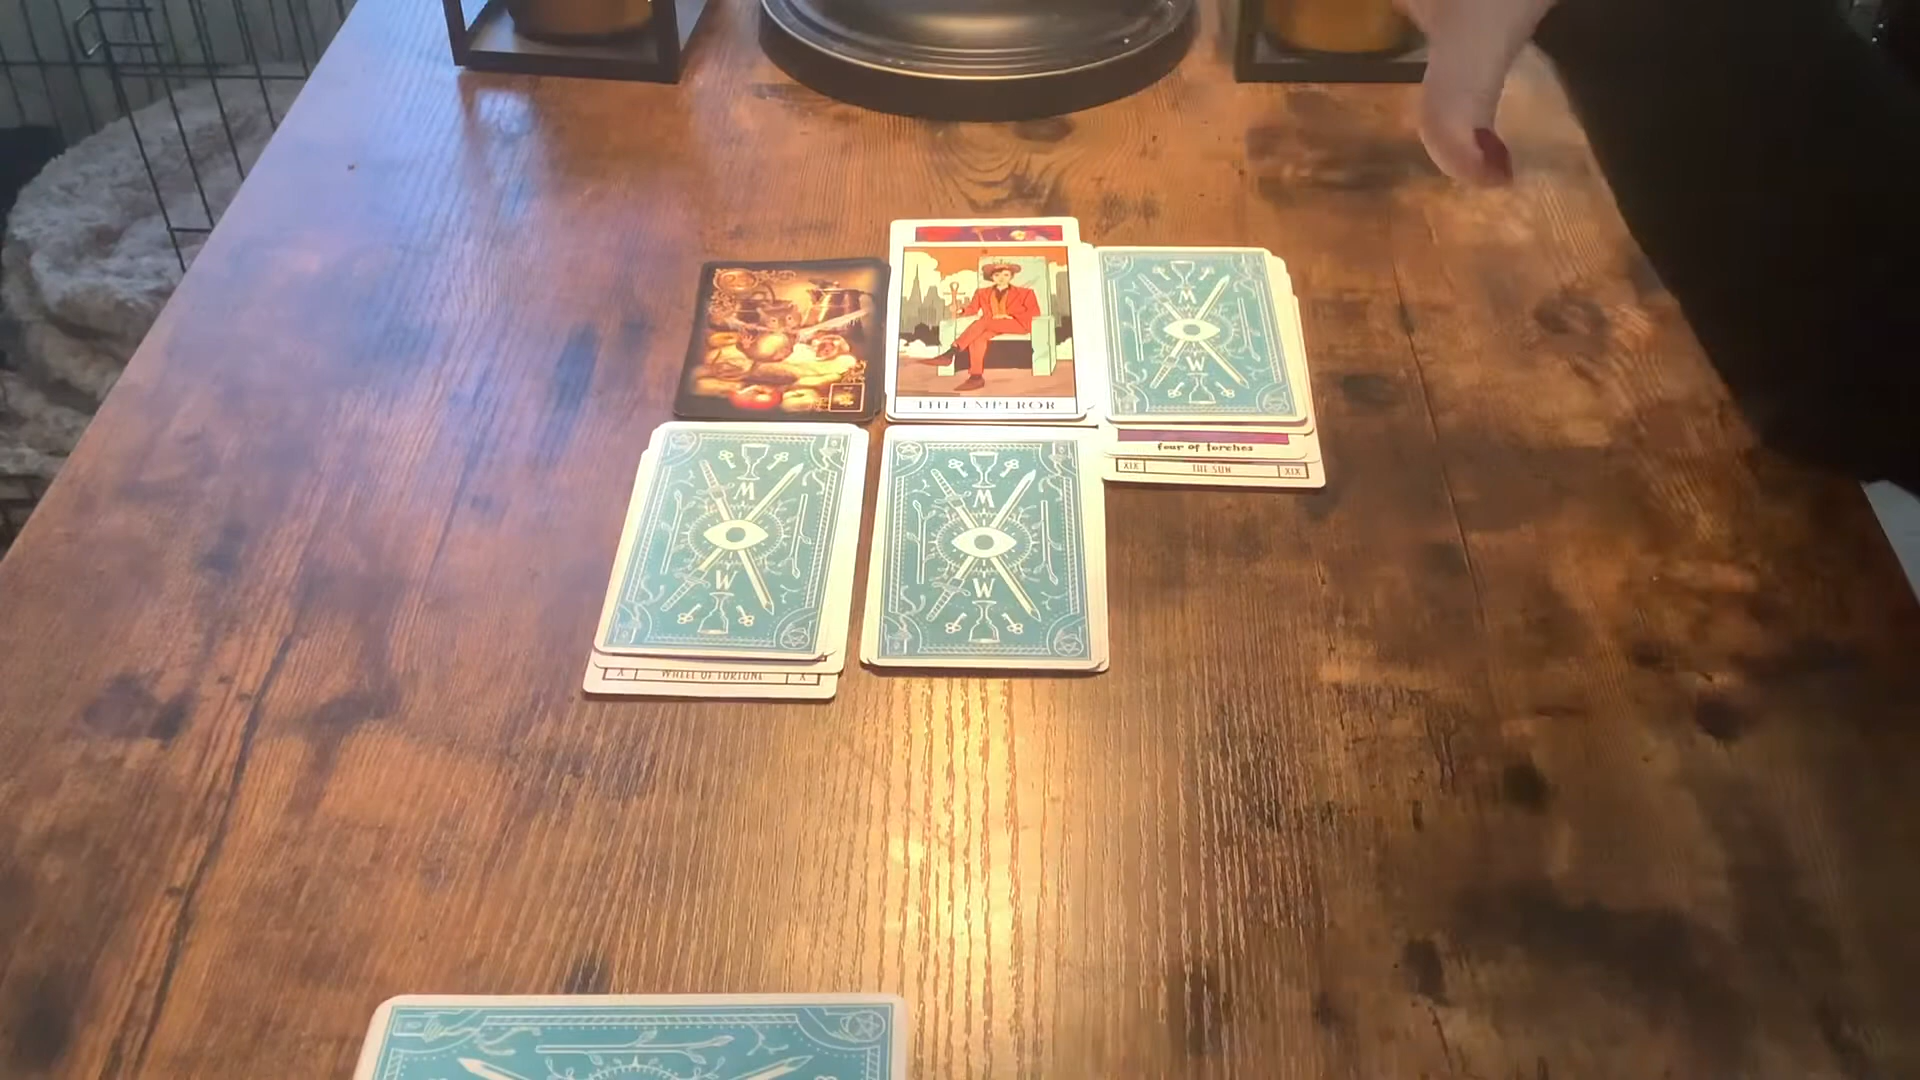 THE EMPEROR
M
W
four of torches
XIX THE SUN XIX
M
W
X WHEEL OF FORTUNE X
M
W